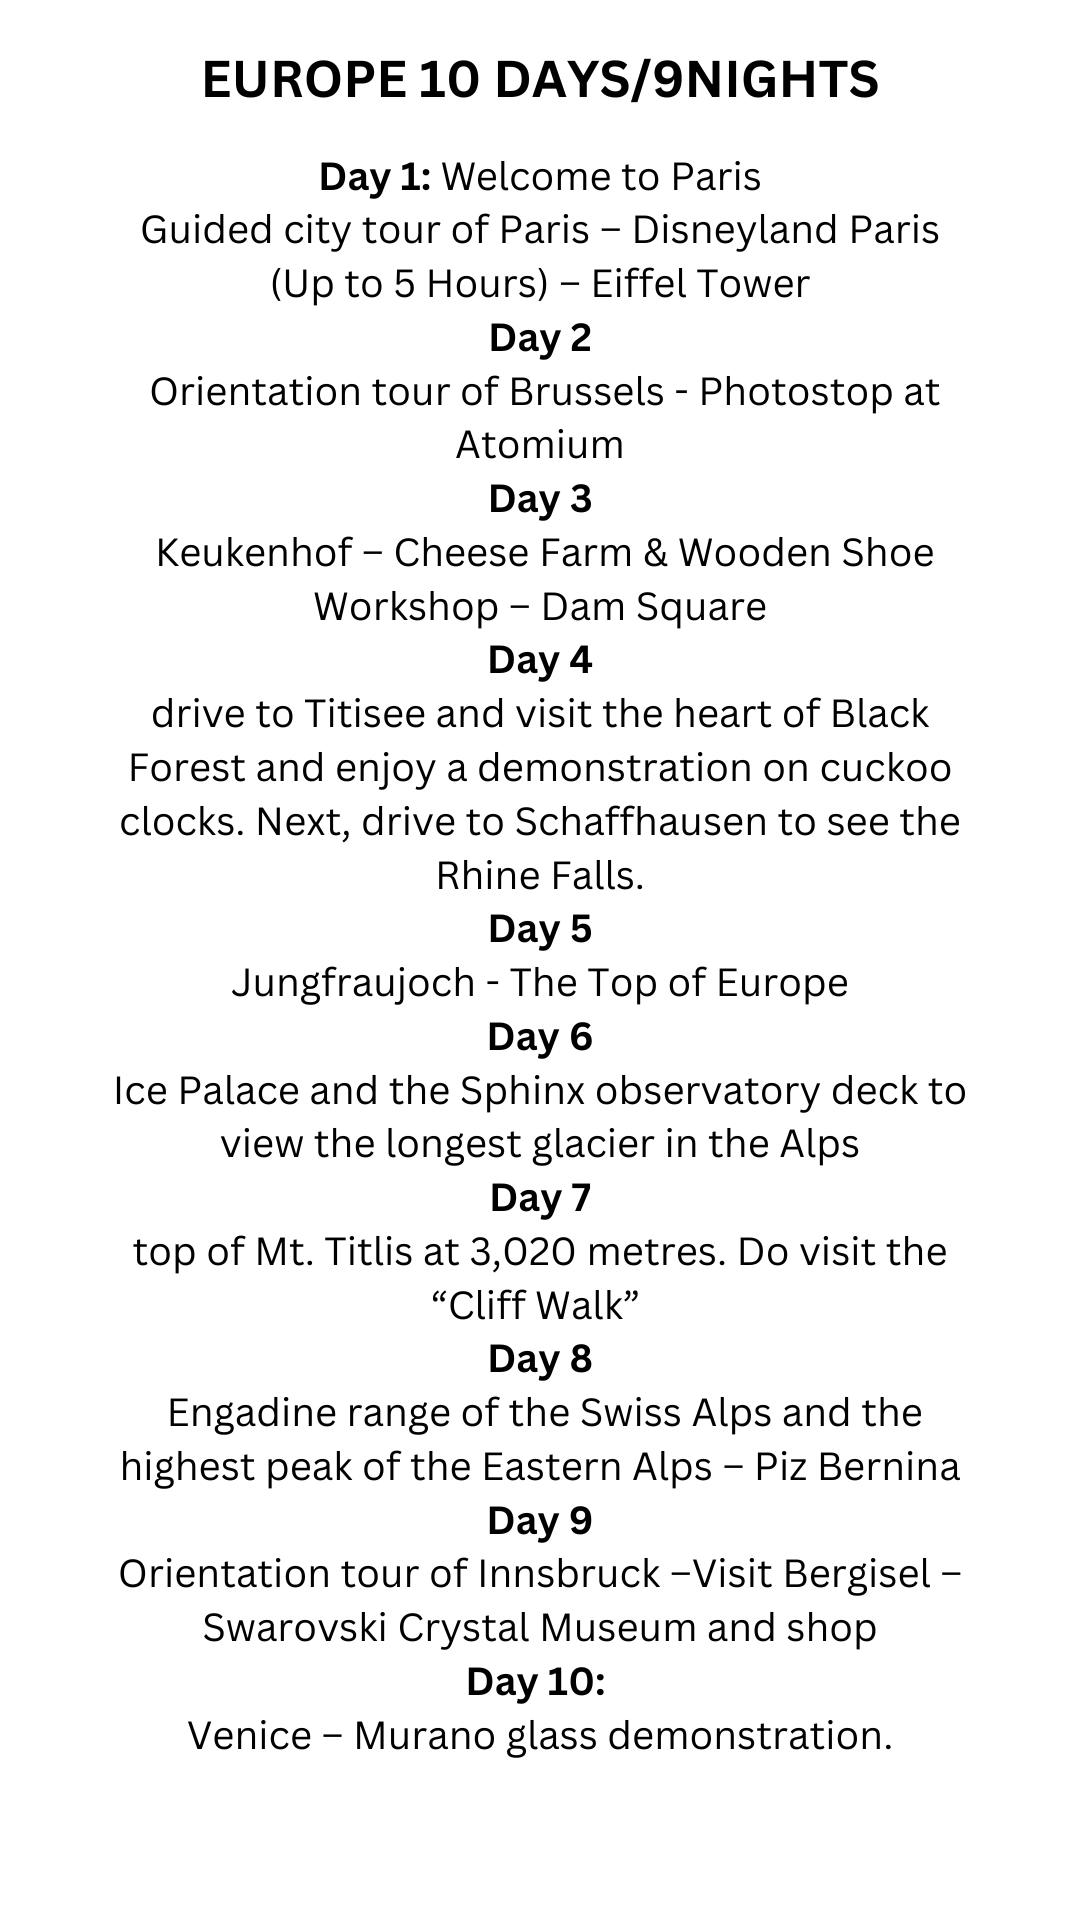 EUROPE 10 DAYS/9NIGHTS
Day 1: Welcome to Paris
Guided city tour of Paris – Disneyland Paris
(Up to 5 Hours) – Eiffel Tower
Day 2
Orientation tour of Brussels - Photostop at
Atomium
Day 3
Keukenhof – Cheese Farm & Wooden Shoe
Workshop – Dam Square
Day 4
drive to Titisee and visit the heart of Black
Forest and enjoy a demonstration on cuckoo
clocks. Next, drive to Schaffhausen to see the
Rhine Falls.
Day 5
Jungfraujoch - The Top of Europe
Day 6
Ice Palace and the Sphinx observatory deck to
view the longest glacier in the Alps
Day 7
top of Mt. Titlis at 3,020 metres. Do visit the
“Cliff Walk”
Day 8
Engadine range of the Swiss Alps and the
highest peak of the Eastern Alps – Piz Bernina
Day 9
Orientation tour of Innsbruck –Visit Bergisel –
Swarovski Crystal Museum and shop
Day 10:
Venice – Murano glass demonstration.